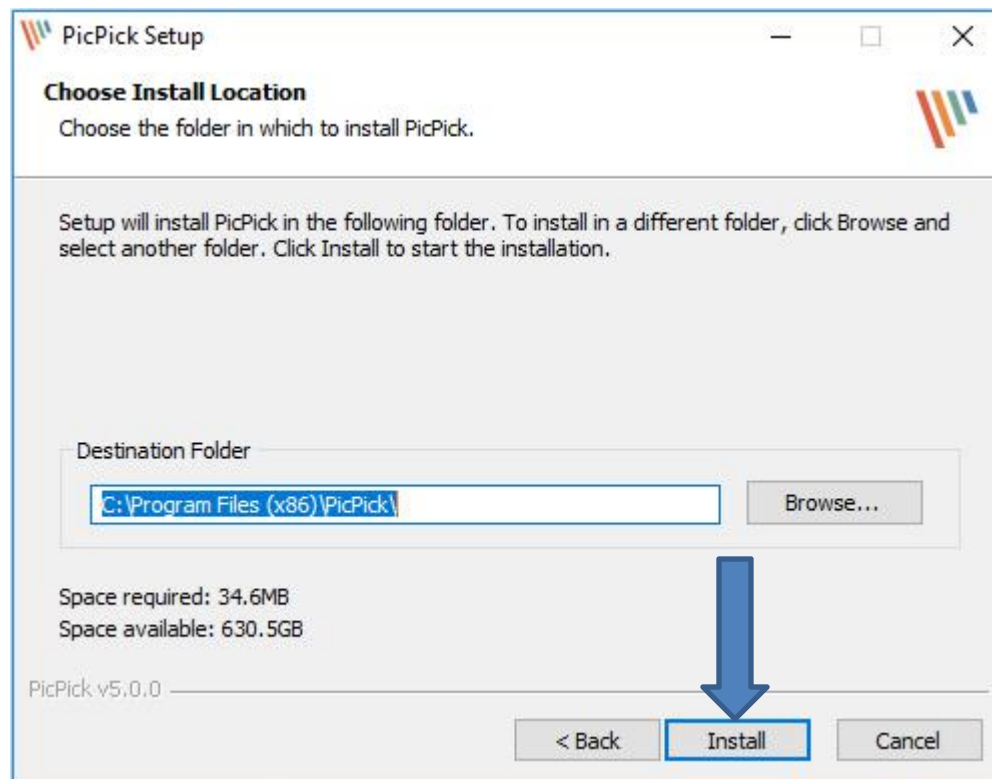 PicPick Setup
Choose Install Location
Choose the folder in which to install PicPick.
Setup will install PicPick in the following folder. To install in a different folder, click Browse and
select another folder. Click Install to start the installation.
Destination Folder
C:\Program Files (x86)\PicPick\
Browse...
Space required: 34.6MB
Space available: 630.5GB
PicPick v5.0.0
< Back
Install
Cancel